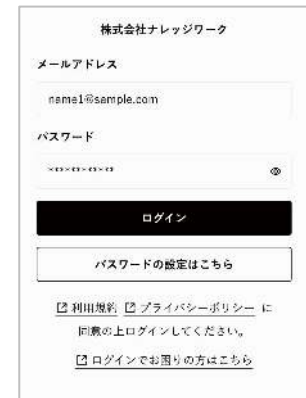 株式会社ナレッジワーク
メールアドレス
name1@sample.com
パスワード
**********
ログイン
パスワードの設定はこちら
利用規約 プライバシーポリシー に
同意の上ログインしてください。
ログインでお困りの方はこちら